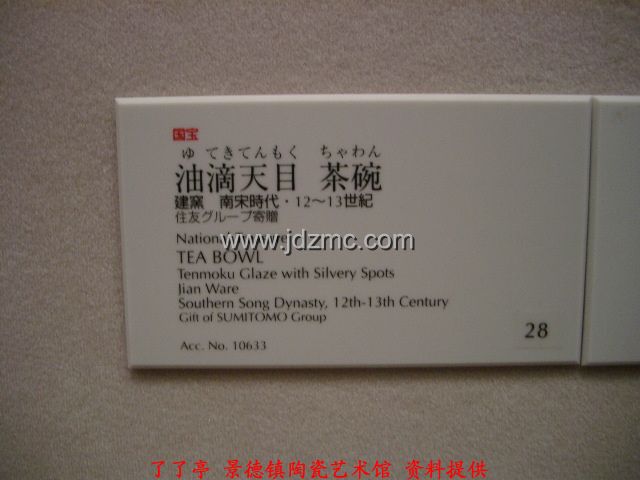 国宝
ゆ てきてんもく ちゃわん
油滴天目 茶碗
建窯 南宋時代・12～13世紀
住友グループ寄贈
National
www.jdzmc.com
TEA BOWL
Tenmoku Glaze with Silvery Spots
Jian Ware
Southern Song Dynasty, 12th-13th Century
Gift of SUMITOMO Group
Acc. No. 10633
28
了了亭 景德镇陶瓷艺术馆 资料提供